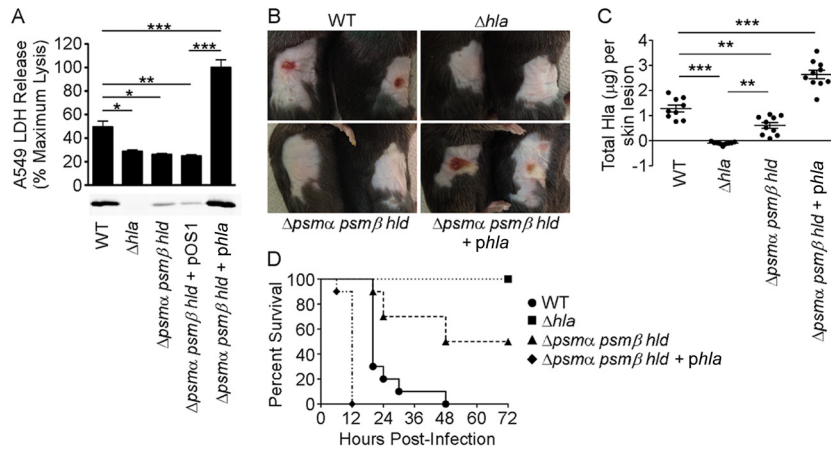 A
A549 LDH Release
(% Maximum Lysis)
120
100
80
60
40
20
0
***
**
*
*
***
WT
Δhla
Δpsmα psmβ hld
Δpsmα psmβ hld + pOS1
Δpsmα psmβ hld + phla
B
WT
Δhla
Δpsmα psmβ hld
Δpsmα psmβ hld
+ phla
C
Total Hla (μg) per
skin lesion
4
3
2
1
0
-1
***
**
***
**
WT
Δhla
Δpsmα psmβ hld
Δpsmα psmβ hld + phla
D
Percent Survival
100
80
60
40
20
0
0
12
24
36
48
60
72
Hours Post-Infection
WT
Δhla
Δpsmα psmβ hld
Δpsmα psmβ hld + phla